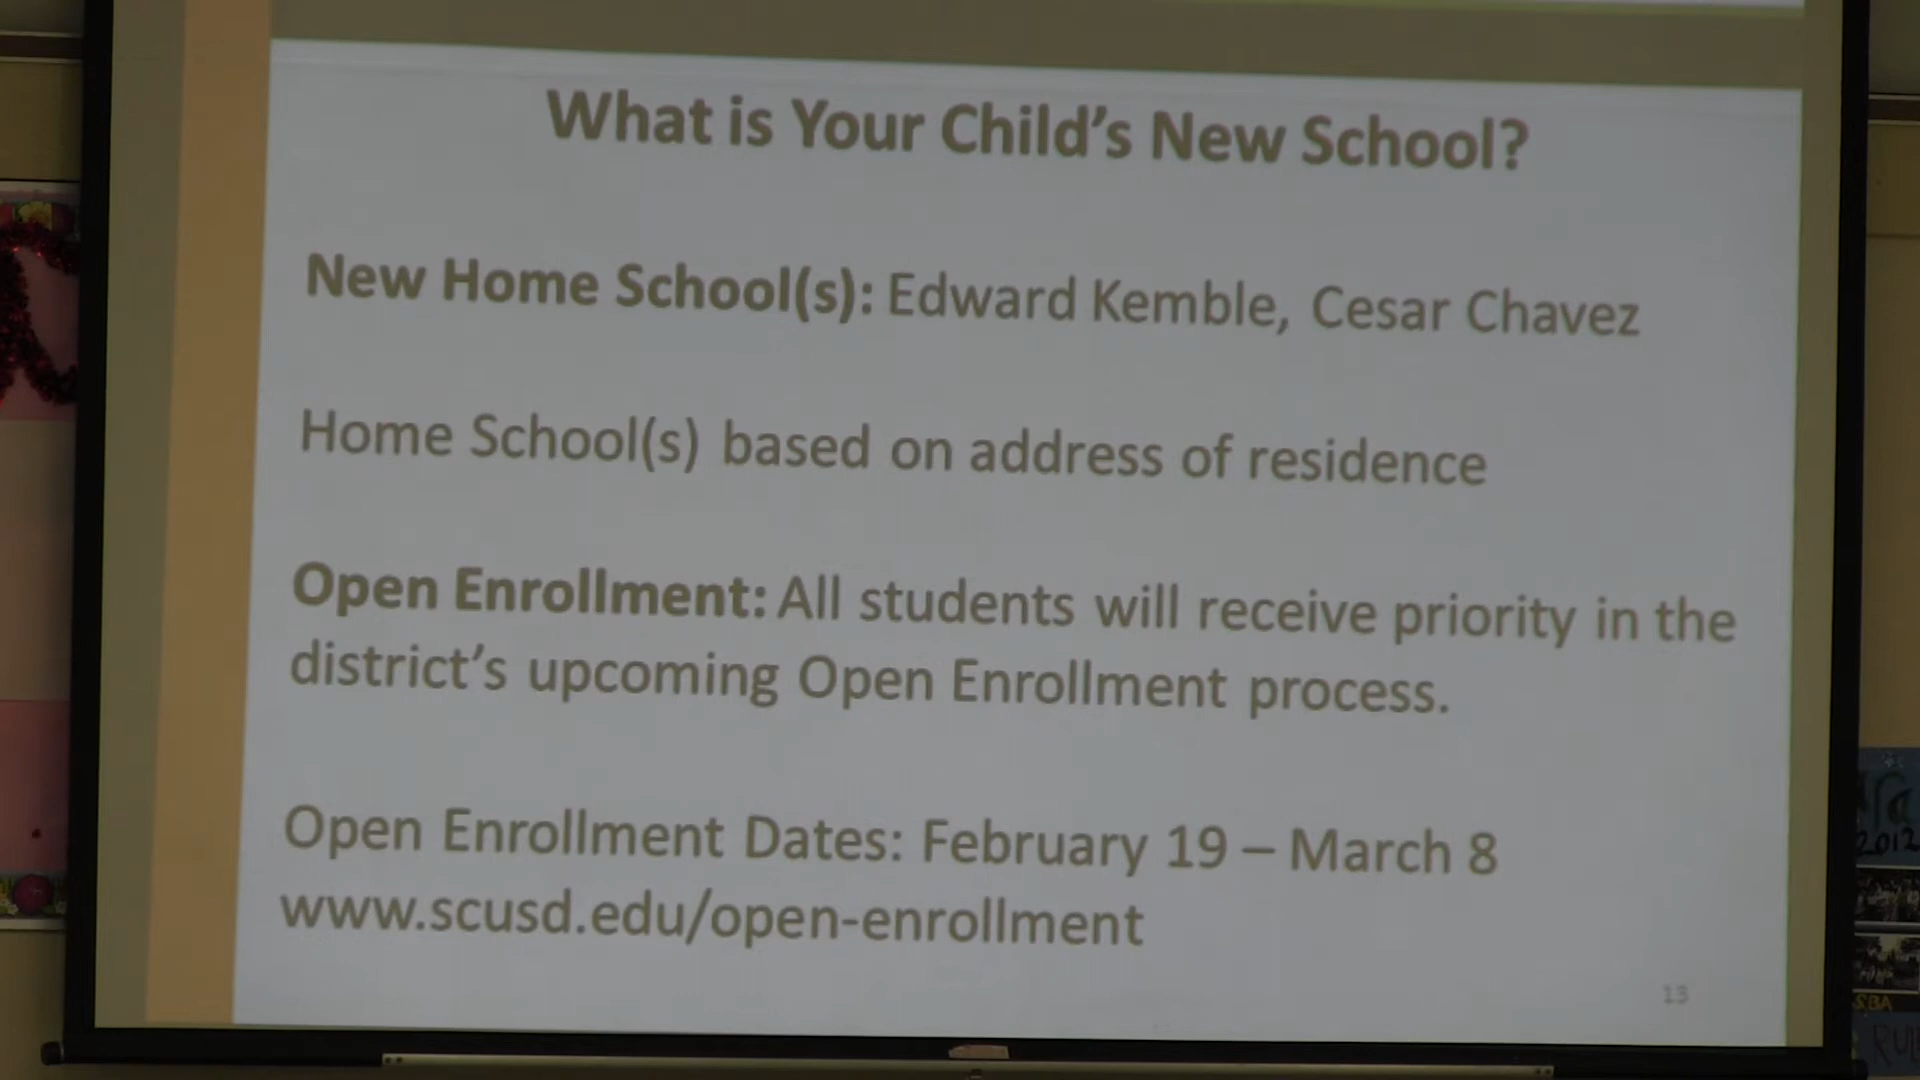 What is Your Child's New School?
New Home School(s): Edward Kemble, Cesar Chavez
Home School(s) based on address of residence
Open Enrollment: All students will receive priority in the
district's upcoming Open Enrollment process.
Open Enrollment Dates: February 19 – March 8
www.scusd.edu/open-enrollment
13
2012
SBA